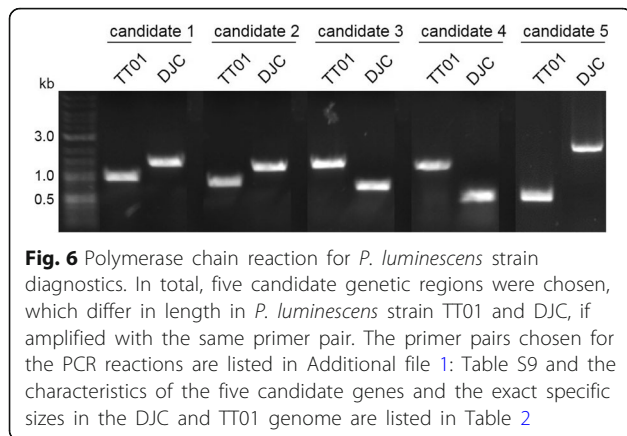 candidate 1 candidate 2 candidate 3 candidate 4 candidate 5
TT01 DJC TT01 DJC TT01 DJC TT01 DJC TT01 DJC
kb
3.0
1.0
0.5
Fig. 6 Polymerase chain reaction for P. luminescens strain
diagnostics. In total, five candidate genetic regions were chosen,
which differ in length in P. luminescens strain TT01 and DJC, if
amplified with the same primer pair. The primer pairs chosen for
the PCR reactions are listed in Additional file 1: Table S9 and the
characteristics of the five candidate genes and the exact specific
sizes in the DJC and TT01 genome are listed in Table 2